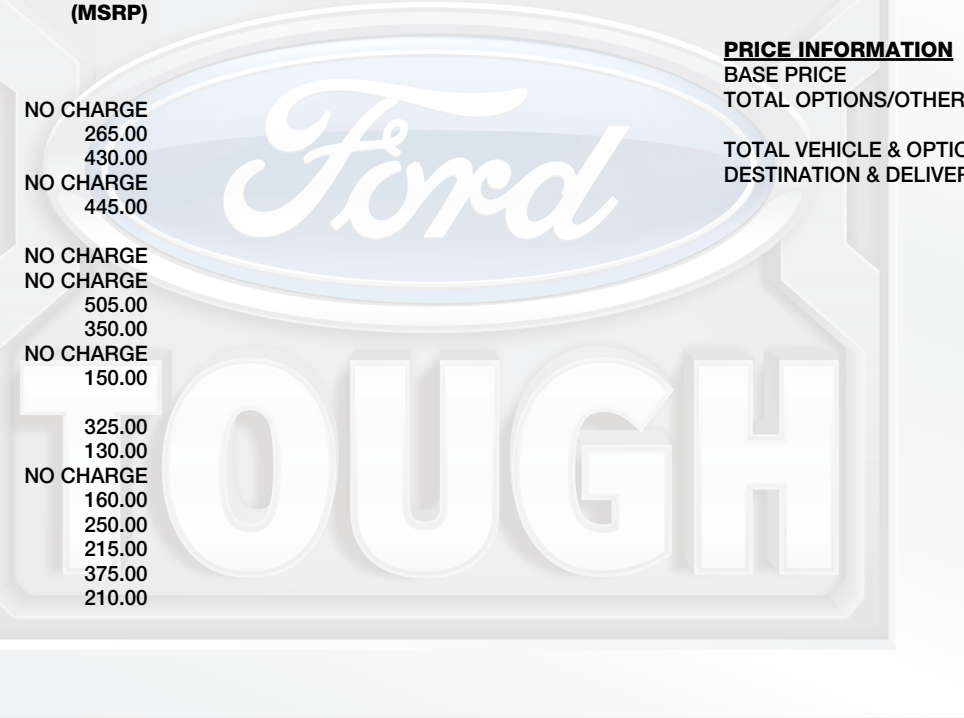 (MSRP)
NO CHARGE
265.00
430.00
NO CHARGE
445.00
NO CHARGE
NO CHARGE
505.00
350.00
NO CHARGE
150.00
325.00
130.00
NO CHARGE
160.00
250.00
215.00
375.00
210.00
PRICE INFORMATION
BASE PRICE
TOTAL OPTIONS/OTHER
TOTAL VEHICLE & OPTIO
DESTINATION & DELIVER
Ford
TOUGH